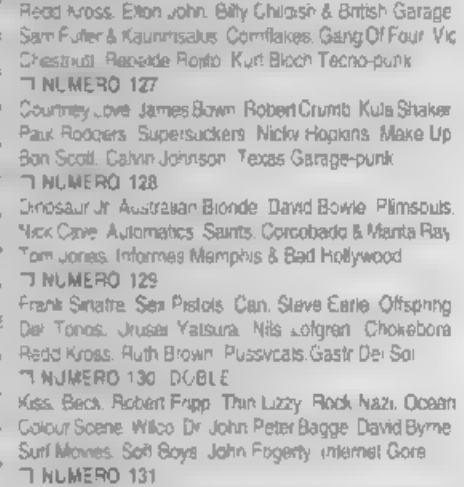 Redd Kross. Elton John. Billy Childish & British Garage
Sam Fuller & Kaurismakis Cornflakes. Gang Of Four Vic
Chestnutt. Kurt Bloch Tecno-punk
NUMERO 127
Courtney Love James Bown Robert Crumb Kula Shaker
Paul Rodgers Supersuckers Nicky Hopkins Make Up
Bon Scott. Calvin Johnson Texas Garage-punk
NUMERO 128
Dinosaur Jr Australian Blonde David Bowie Plimsouls.
Nick Cave Automatics Saints. Corcobado & Manta Ray
Tom Jones. Informes Memphis & Bad Hollywood
NUMERO 129
Frank Sinatra Sex Pistols Can. Steve Earle Offspring
Del Tonos. Urusei Yatsura Nils Lofgren Chokebore
Redd Kross. Ruth Brown Pussycats. Gastr Del Sol
NUMERO 130 DOBLE
Kiss. Beck. Robert Fripp Thin Lizzy Rock Nazi. Ocean
Colour Scene Wilco Dr John Peter Bagge David Byrne
Surf Movies. Soft Boys John Fogerty Internet Gore
NUMERO 131